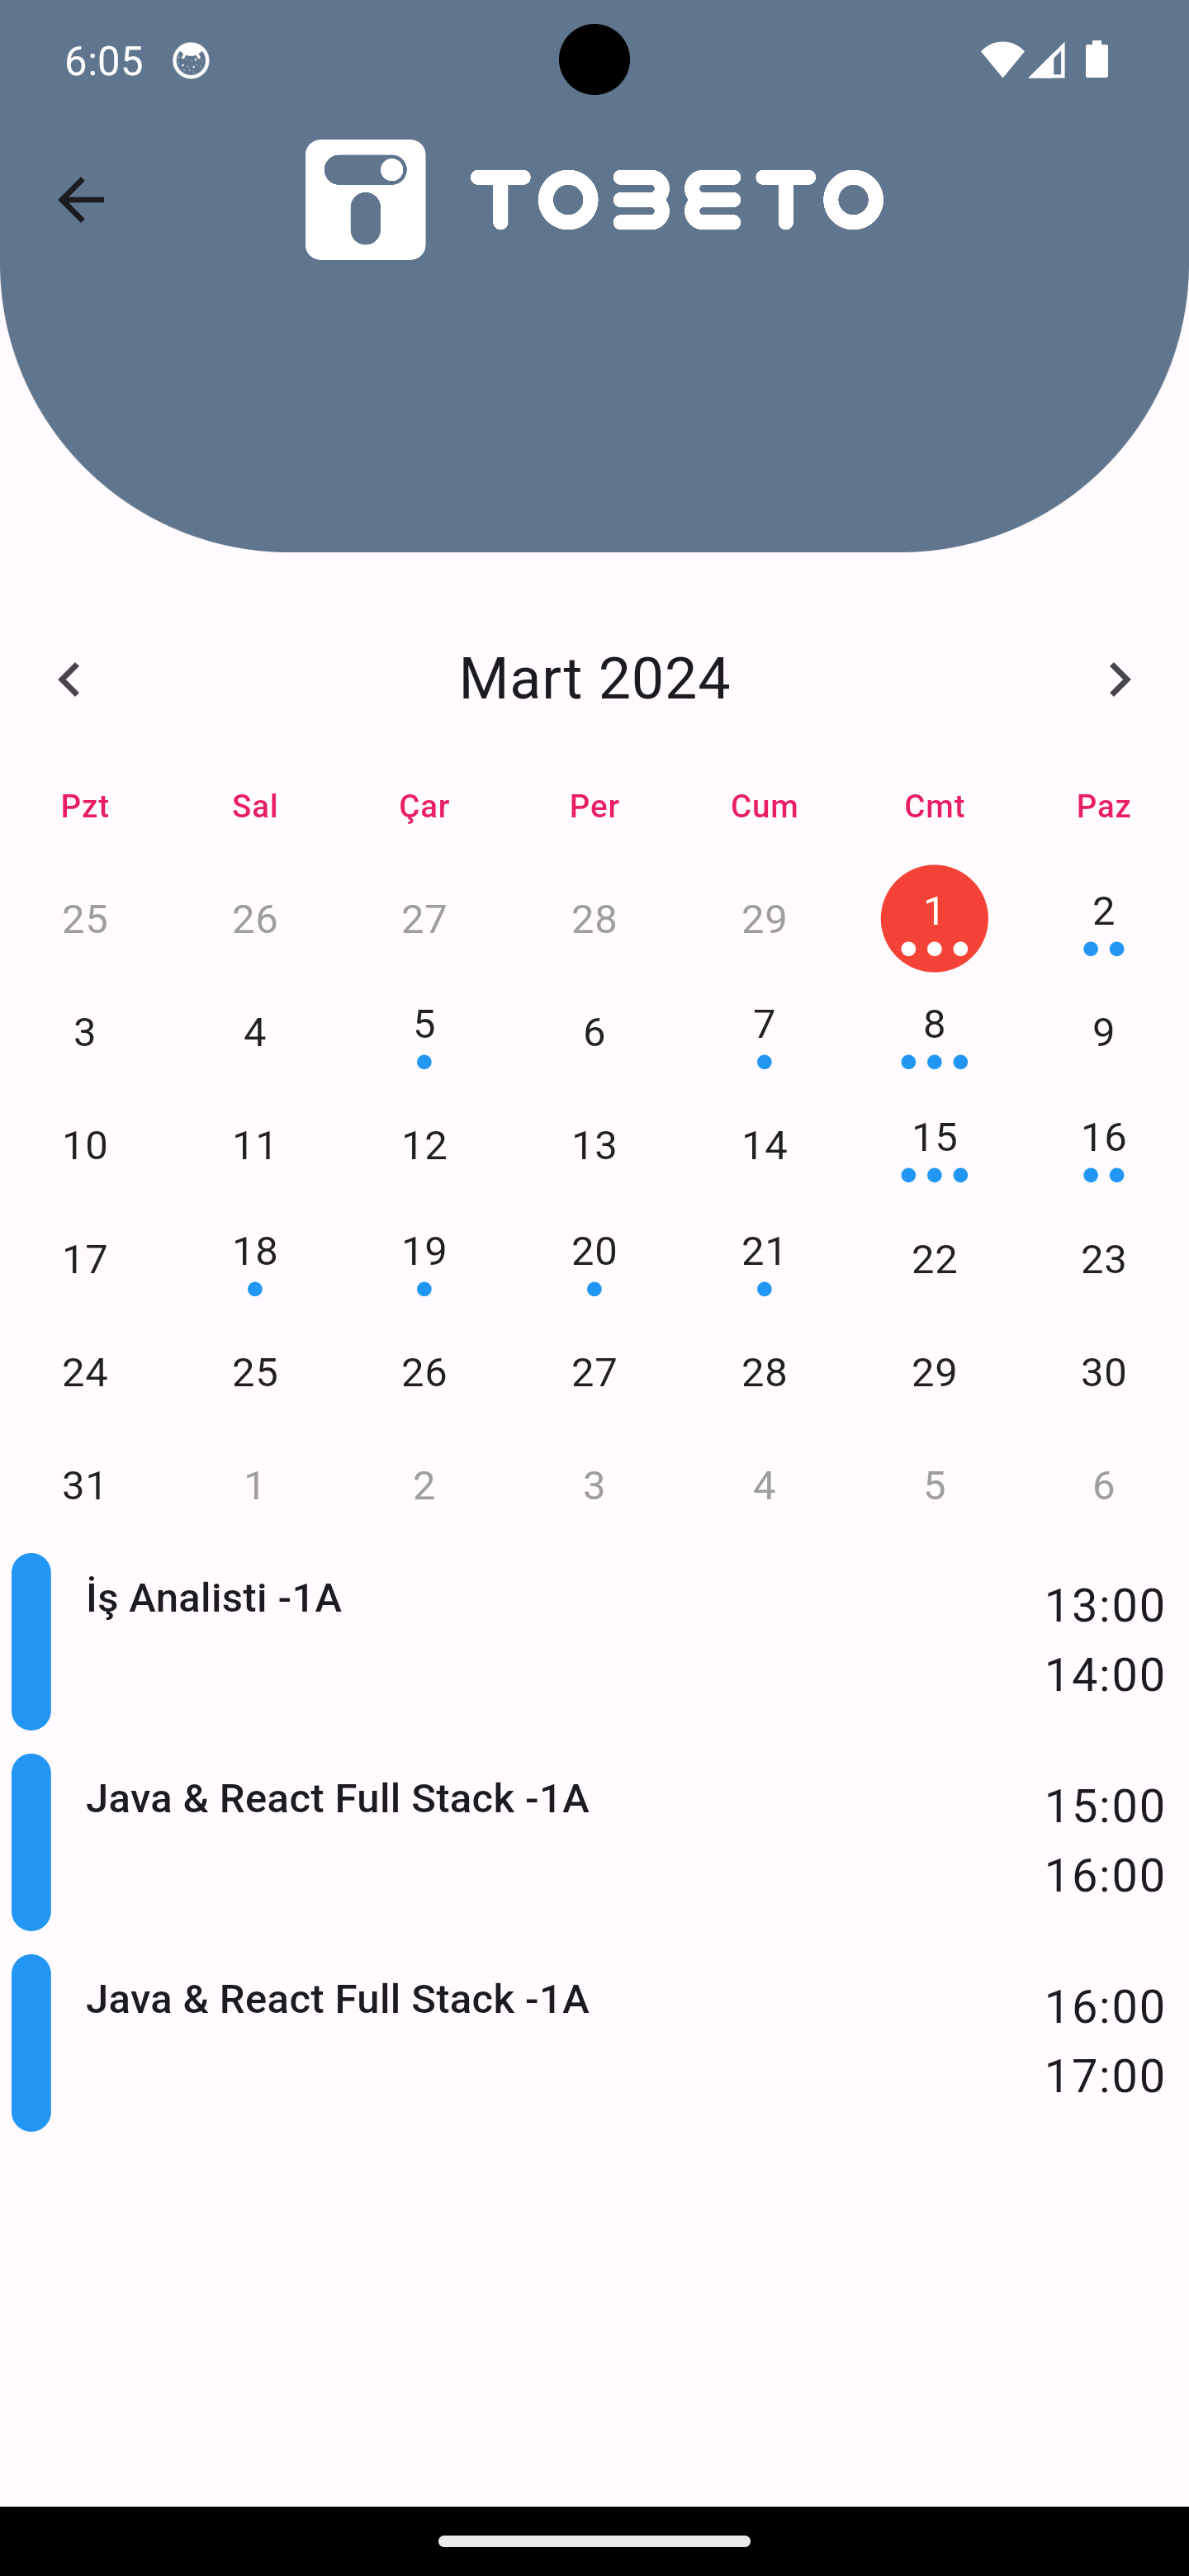 6:05
TOBETO
Mart 2024
Pzt Sal Çar Per Cum Cmt Paz
25 26 27 28 29 1 2
3 4 5 6 7 8 9
10 11 12 13 14 15 16
17 18 19 20 21 22 23
24 25 26 27 28 29 30
31 1 2 3 4 5 6
İş Analisti -1A
13:00
14:00
Java & React Full Stack -1A
15:00
16:00
Java & React Full Stack -1A
16:00
17:00